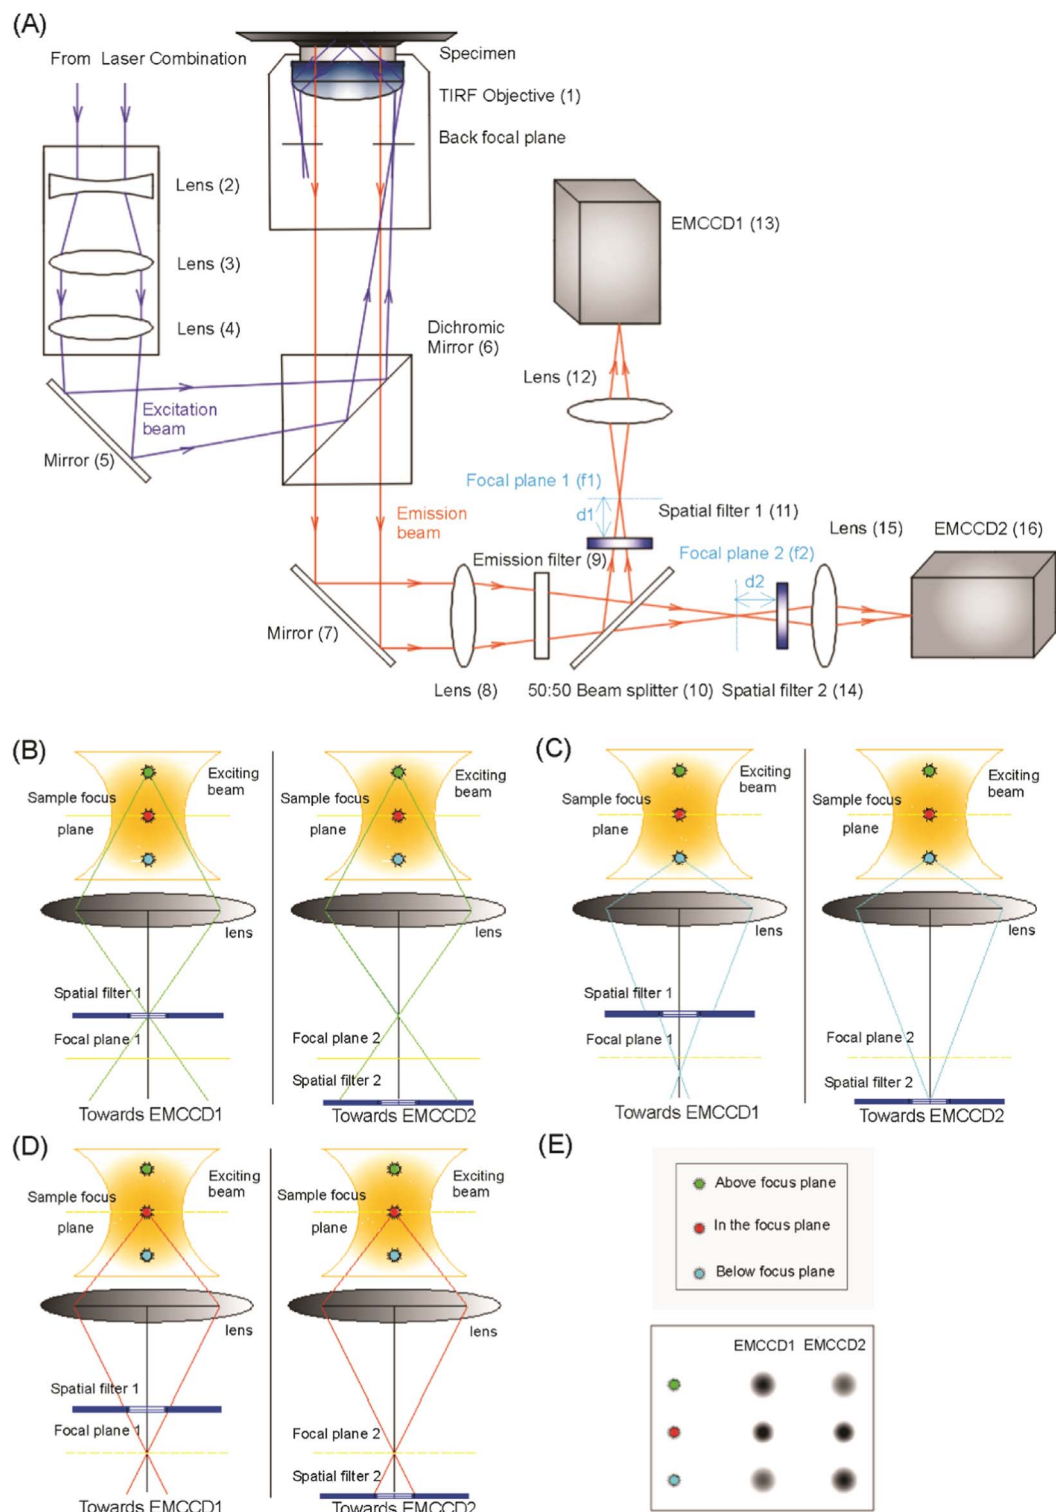 (A)
From Laser Combination
Specimen
TIRF Objective (1)
Back focal plane
Lens (2)
Lens (3)
Lens (4)
EMCCD1 (13)
Dichromic
Mirror (6)
Lens (12)
Excitation
beam
Mirror (5)
Focal plane 1 (f1)
d1
Spatial filter 1 (11)
Lens (15)
EMCCD2 (16)
Emission
beam
Emission filter (9)
Focal plane 2 (f2)
d2
Mirror (7)
Lens (8)
50:50 Beam splitter (10)
Spatial filter 2 (14)
(B)
Sample focus
plane
Exciting
beam
lens
Spatial filter 1
Focal plane 1
Towards EMCCD1
Sample focus
plane
Exciting
beam
lens
Focal plane 2
Spatial filter 2
Towards EMCCD2
(C)
Sample focus
plane
Exciting
beam
lens
Spatial filter 1
Focal plane 1
Towards EMCCD1
Sample focus
plane
Exciting
beam
lens
Focal plane 2
Spatial filter 2
Towards EMCCD2
(D)
Sample focus
plane
Exciting
beam
lens
Spatial filter 1
Focal plane 1
Towards EMCCD1
Sample focus
plane
Exciting
beam
lens
Focal plane 2
Spatial filter 2
Towards EMCCD2
(E)
Above focus plane
In the focus plane
Below focus plane
EMCCD1 EMCCD2